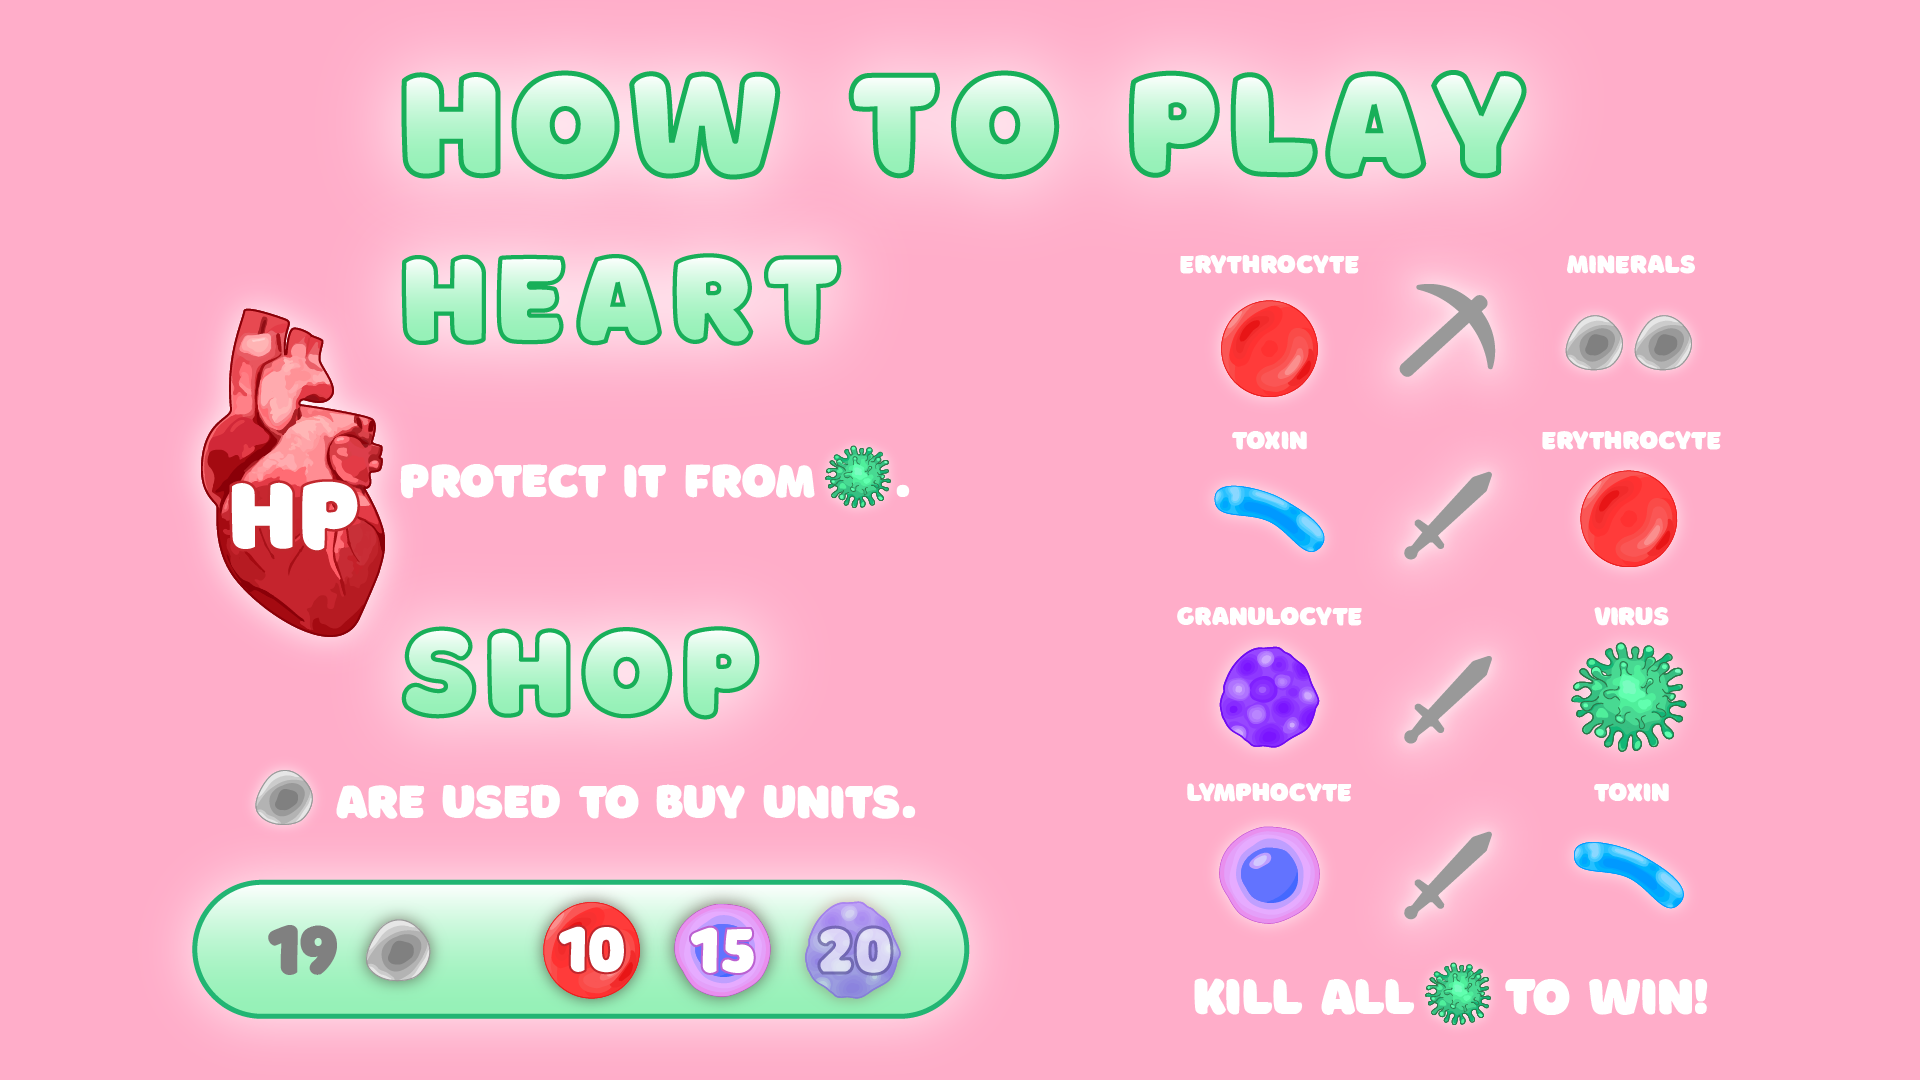 HOW TO PLAY
HEART
HP
PROTECT IT FROM .
SHOP
ARE USED TO BUY UNITS.
19 10 15 20
ERYTHROCYTE MINERALS
TOXIN ERYTHROCYTE
GRANULOCYTE VIRUS
LYMPHOCYTE TOXIN
KILL ALL TO WIN!